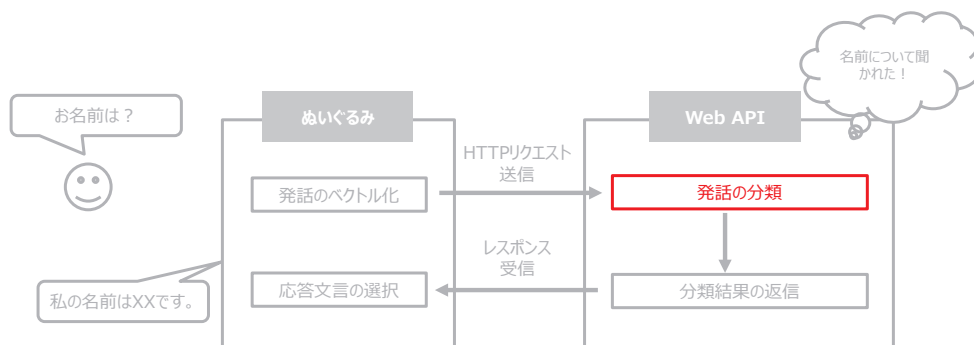 名前について聞
かれた！
お名前は？
ぬいぐるみ
Web API
HTTPリクエスト
送信
発話のベクトル化
発話の分類
レスポンス
受信
私の名前はXXです。
応答文言の選択
分類結果の返信